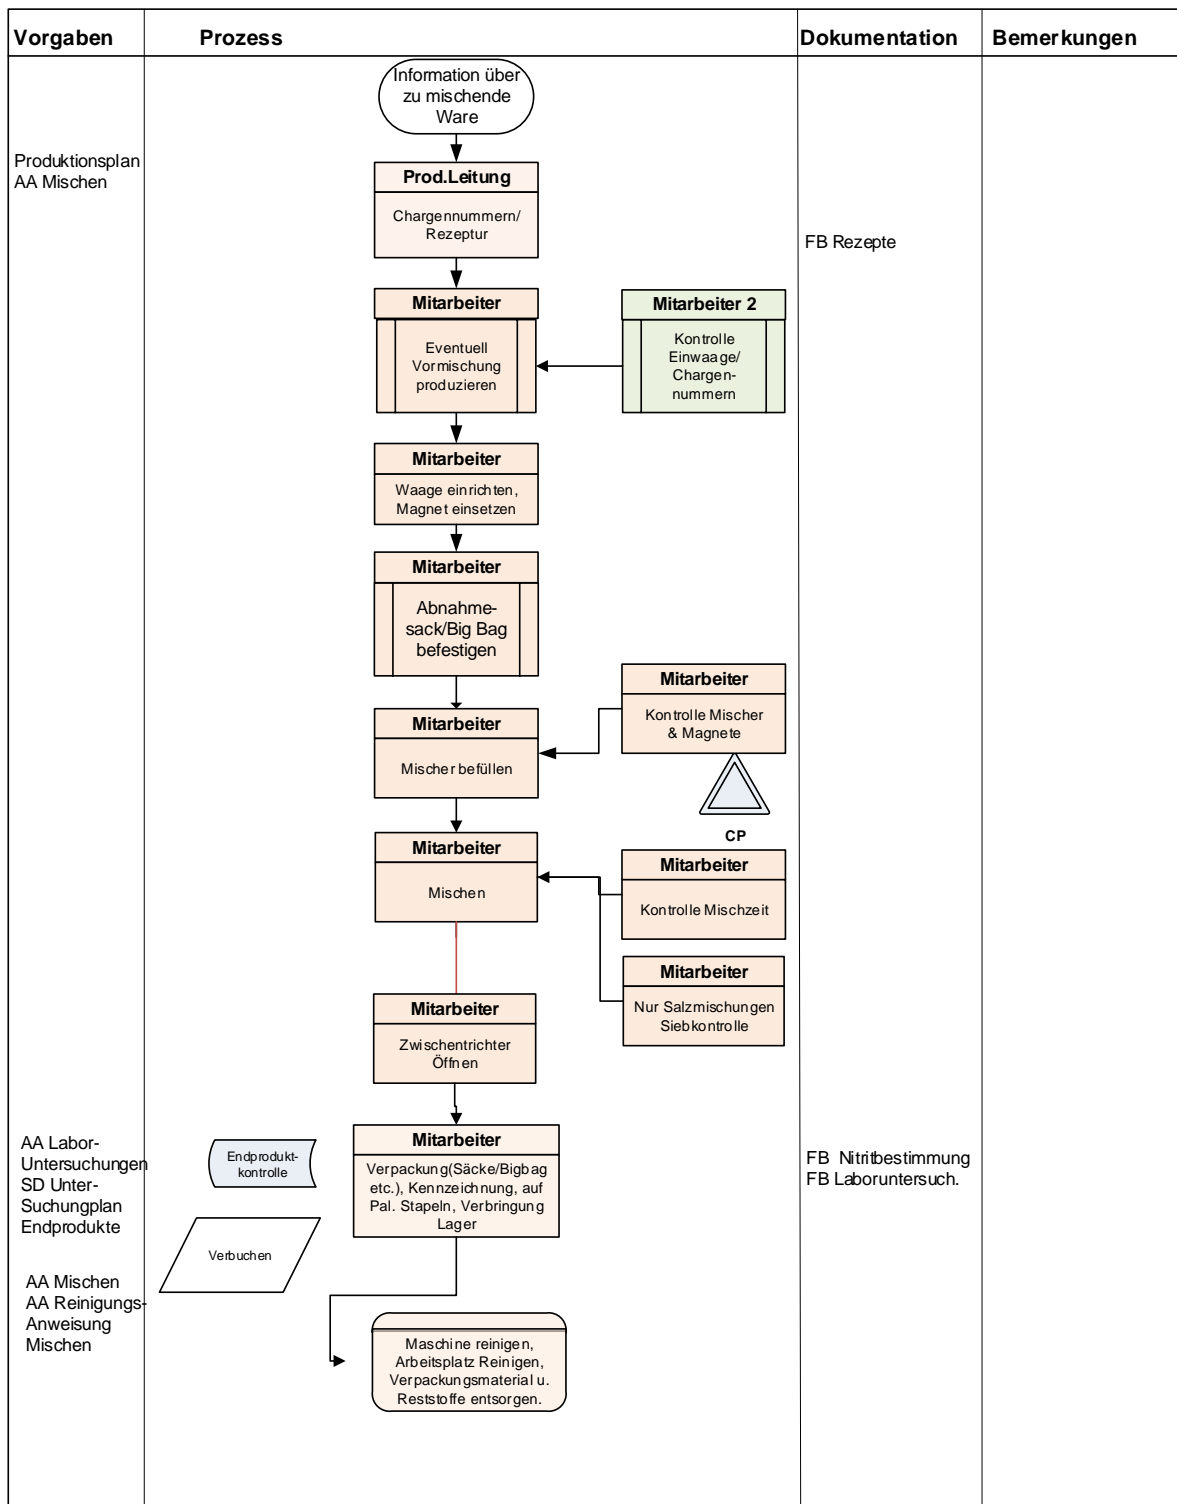 Vorgaben
Prozess
Dokumentation
Bemerkungen
Information über
zu mischende
Ware
Produktionsplan
AA Mischen
Prod.Leitung
Chargennummern/
Rezeptur
FB Rezepte
Mitarbeiter
Eventuell
Vormischung
produzieren
Mitarbeiter 2
Kontrolle
Einwaage/
Chargen-
nummern
Mitarbeiter
Waage einrichten,
Magnet einsetzen
Mitarbeiter
Abnahme-
sack/Big Bag
befestigen
Mitarbeiter
Kontrolle Mischer
& Magnete
Mitarbeiter
Mischer befüllen
CP
Mitarbeiter
Mischen
Mitarbeiter
Kontrolle Mischzeit
Mitarbeiter
Nur Salzmischungen
Siebkontrolle
Mitarbeiter
Zwischentrichter
Öffnen
AA Labor-
Untersuchungen
SD Unter-
Suchungplan
Endprodukte
Endprodukt-
kontrolle
Mitarbeiter
Verpackung(Säcke/Bigbag
etc.), Kennzeichnung, auf
Pal. Stapeln, Verbringung
Lager
FB Nitritbestimmung
FB Laboruntersuch.
Verbuchen
AA Mischen
AA Reinigungs-
Anweisung
Mischen
Maschine reinigen,
Arbeitsplatz Reinigen,
Verpackungsmaterial u.
Reststoffe entsorgen.